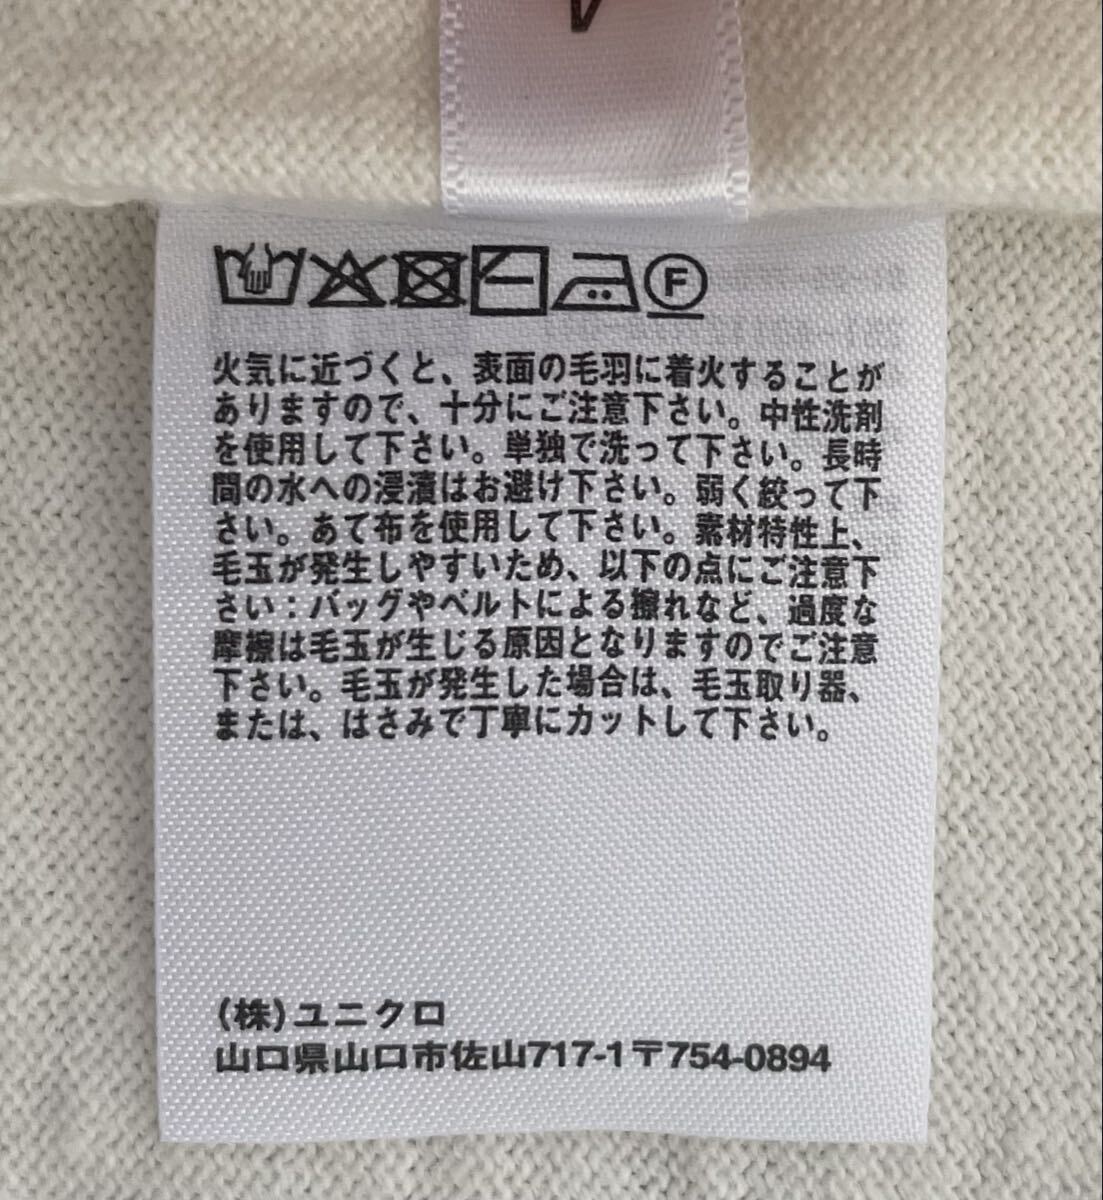 F
火気に近づくと、表面の毛羽に着火することが
ありますので、十分にご注意下さい。中性洗剤
を使用して下さい。単独で洗って下さい。長時
間の水への浸漬はお避け下さい。弱く絞って下
さい。あて布を使用して下さい。素材特性上、
毛玉が発生しやすいため、以下の点にご注意下
さい：バッグやベルトによる擦れなど、過度な
摩擦は毛玉が生じる原因となりますのでご注意
下さい。毛玉が発生した場合は、毛玉取り器、
または、はさみで丁寧にカットして下さい。
(株)ユニクロ
山口県山口市佐山717-1〒754-0894